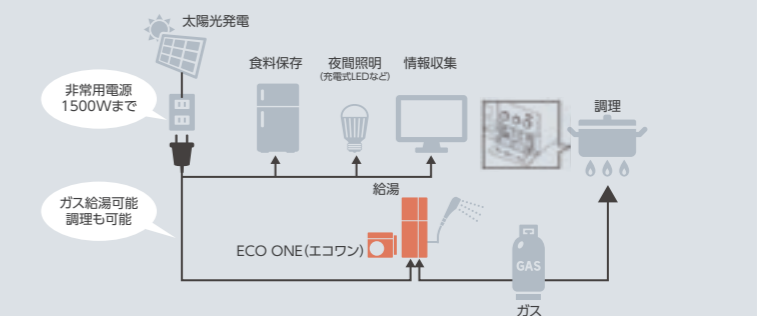 太陽光発電
非常用電源
1500Wまで
食料保存
夜間照明
(充電式LEDなど)
情報収集
調理
ガス給湯可能
調理も可能
給湯
ECO ONE(エコワン)
GAS
ガス